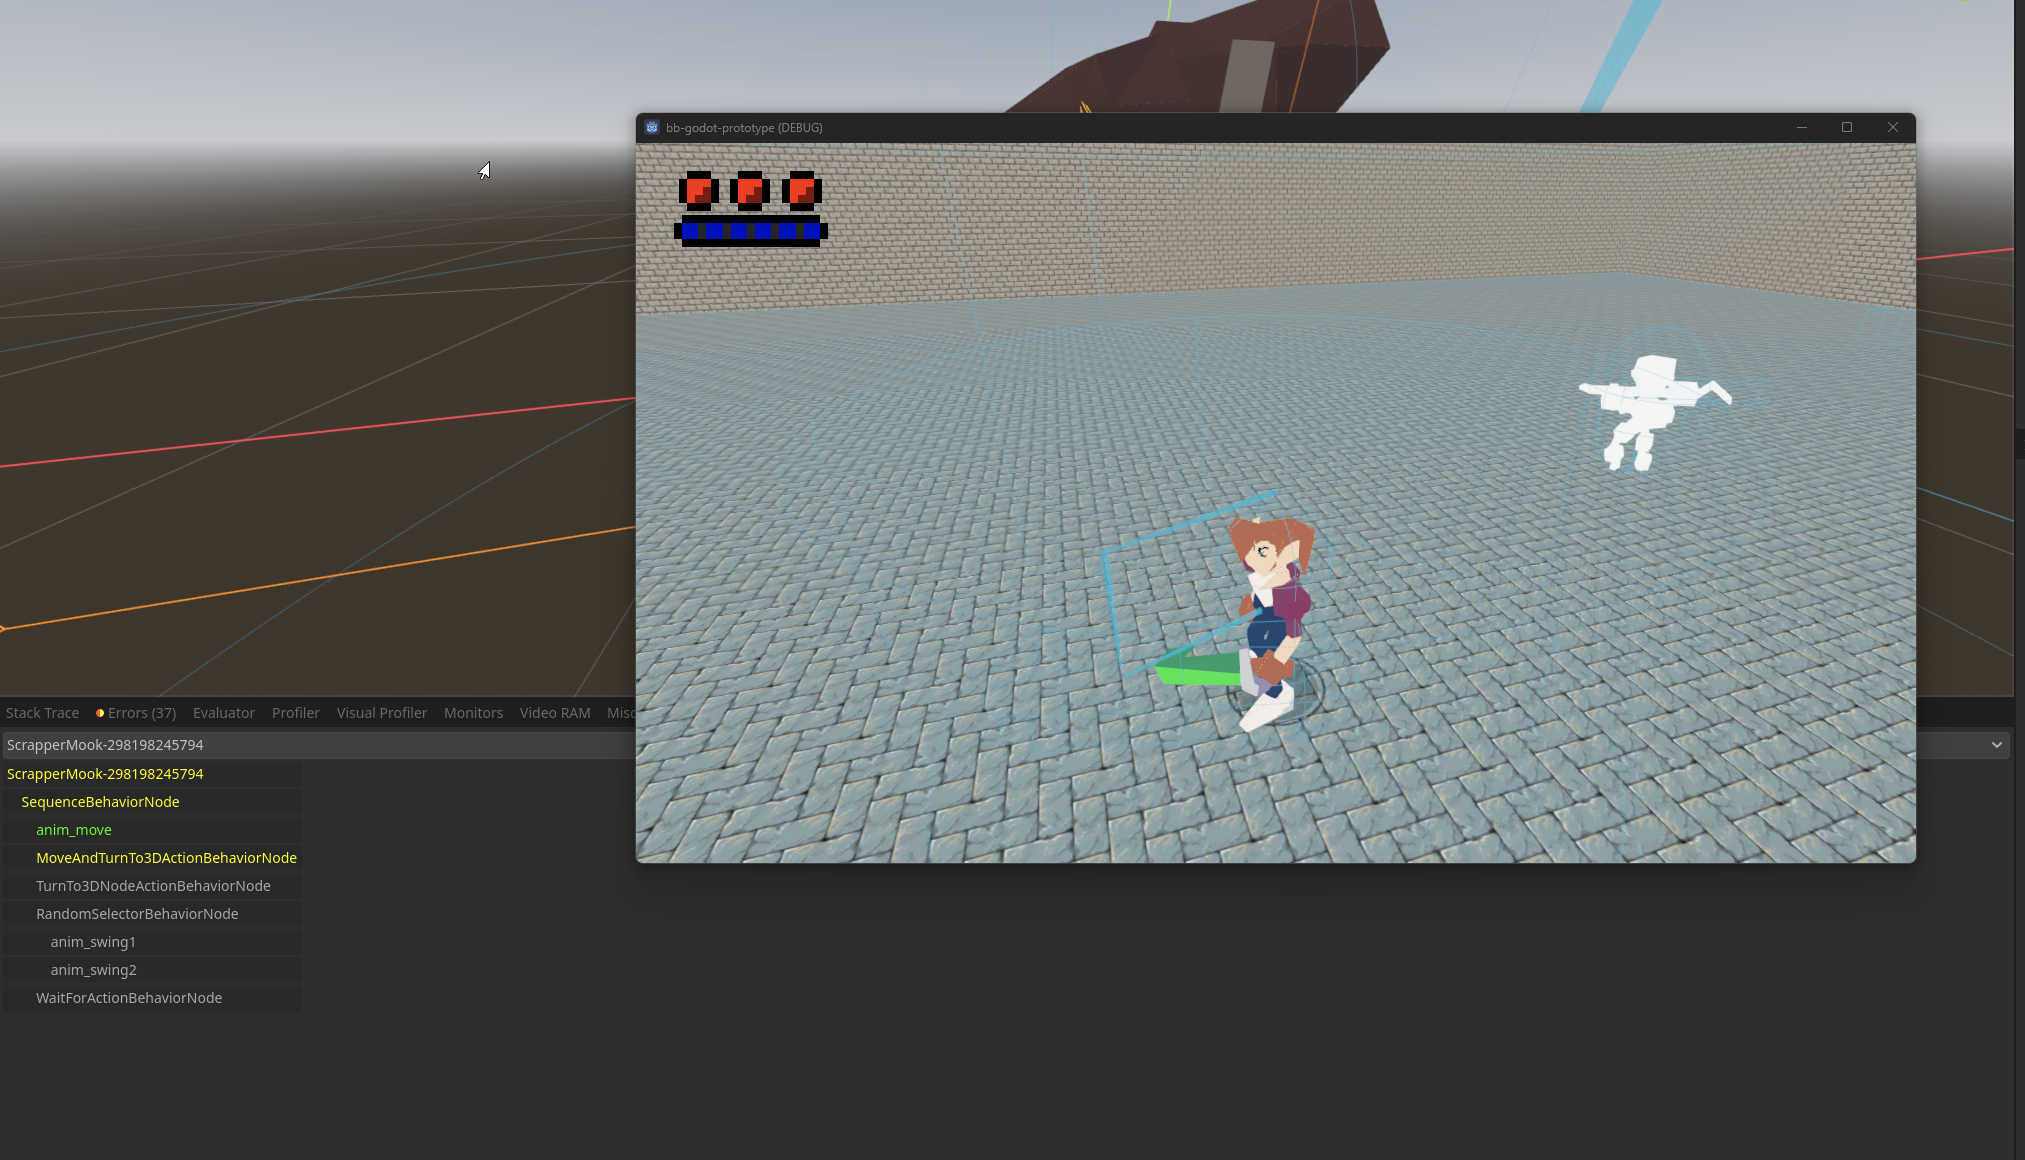 bb-godot-prototype (DEBUG)
Stack Trace Errors (37) Evaluator Profiler Visual Profiler Monitors Video RAM Misc
ScrapperMook-298198245794
ScrapperMook-298198245794
SequenceBehaviorNode
anim_move
MoveAndTurnTo3DActionBehaviorNode
TurnTo3DNodeActionBehaviorNode
RandomSelectorBehaviorNode
anim_swing1
anim_swing2
WaitForActionBehaviorNode